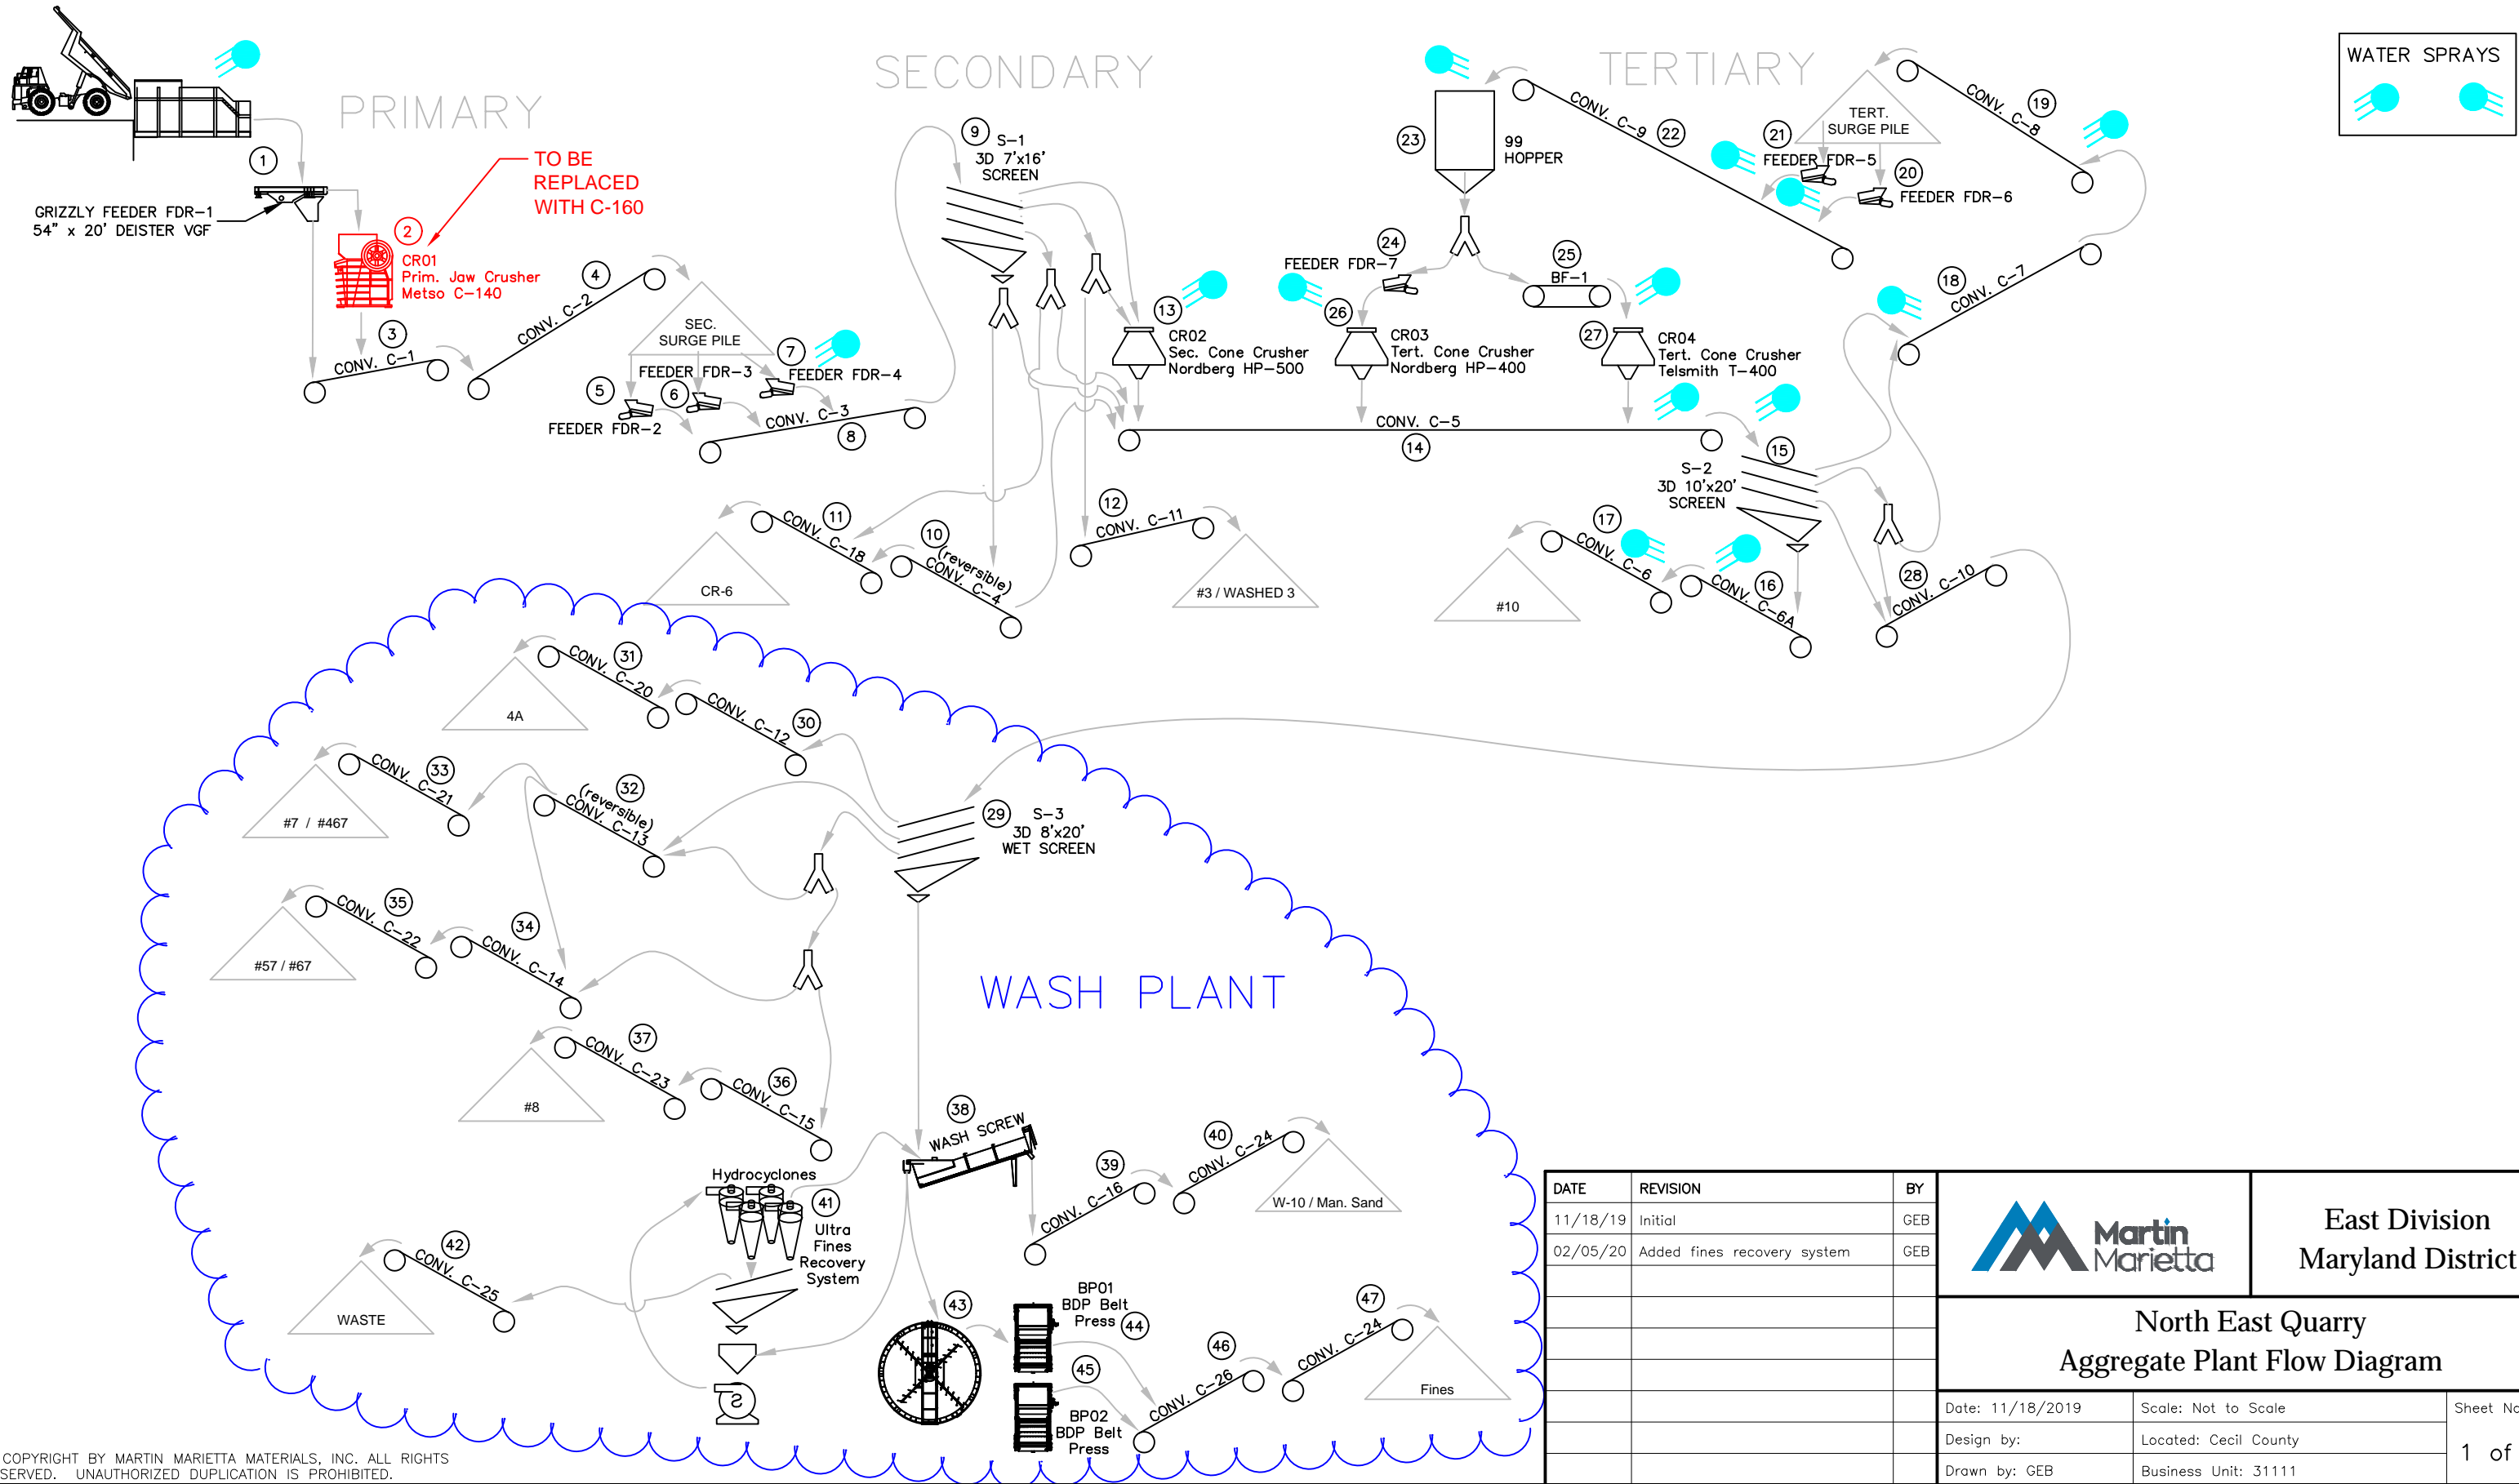 PRIMARY
SECONDARY
TERTIARY
WATER SPRAYS
1
GRIZZLY FEEDER FDR-1
54" x 20' DEISTER VGF
TO BE
REPLACED
WITH C-160
2
CR01
Prim. Jaw Crusher
Metso C-140
3
CONV. C-1
4
CONV. C-2
SEC.
SURGE PILE
5
FEEDER FDR-2
6
FEEDER FDR-3
7
FEEDER FDR-4
CONV. C-3
8
9
S-1
3D 7'x16'
SCREEN
10
(reversible)
CONV. C-4
11
CONV. C-18
CR-6
12
CONV. C-11
#3 / WASHED 3
13
CR02
Sec. Cone Crusher
Nordberg HP-500
CONV. C-5
14
15
S-2
3D 10'x20'
SCREEN
16
CONV. C-6A
17
CONV. C-6
#10
18
CONV. C-7
19
CONV. C-8
TERT.
SURGE PILE
20
FEEDER FDR-6
21
FEEDER FDR-5
CONV. C-9
22
23
99
HOPPER
24
FEEDER FDR-7
25
BF-1
26
CR03
Tert. Cone Crusher
Nordberg HP-400
27
CR04
Tert. Cone Crusher
Telsmith T-400
28
CONV. C-10
WASH PLANT
29
S-3
3D 8'x20'
WET SCREEN
30
CONV. C-12
31
CONV. C-20
4A
32
(reversible)
CONV. C-13
33
CONV. C-21
#7 / #467
34
CONV. C-14
35
CONV. C-22
#57 / #67
36
CONV. C-15
37
CONV. C-23
#8
38
WASH SCREW
39
CONV. C-16
40
CONV. C-24
W-10 / Man. Sand
Hydrocyclones
41
Ultra
Fines
Recovery
System
42
CONV. C-25
WASTE
43
BP01
BDP Belt
Press
44
45
BP02
BDP Belt
Press
46
CONV. C-26
47
CONV. C-24
Fines
DATE REVISION BY
11/18/19 Initial GEB
02/05/20 Added fines recovery system GEB
Martin
Marietta
East Division
Maryland District
North East Quarry
Aggregate Plant Flow Diagram
Date: 11/18/2019 Scale: Not to Scale Sheet No
Design by: Located: Cecil County
1 of
Drawn by: GEB Business Unit: 31111
COPYRIGHT BY MARTIN MARIETTA MATERIALS, INC. ALL RIGHTS
SERVED. UNAUTHORIZED DUPLICATION IS PROHIBITED.